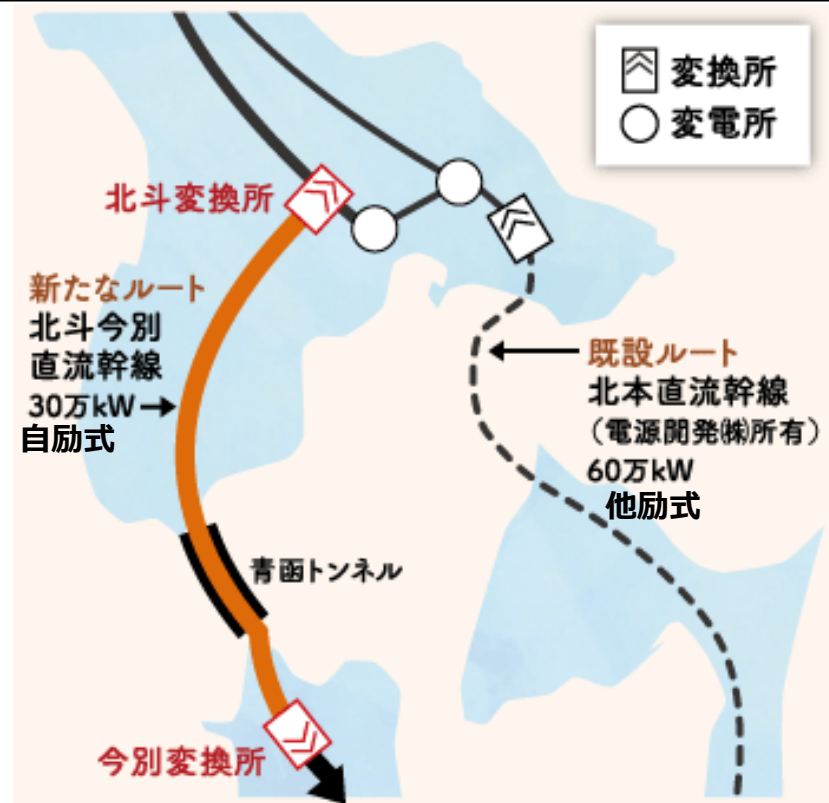 変換所
変電所
北斗変換所
新たなルート
北斗今別
直流幹線
30万kW
自励式
既設ルート
北本直流幹線
（電源開発㈱所有）
60万kW
他励式
青函トンネル
今別変換所